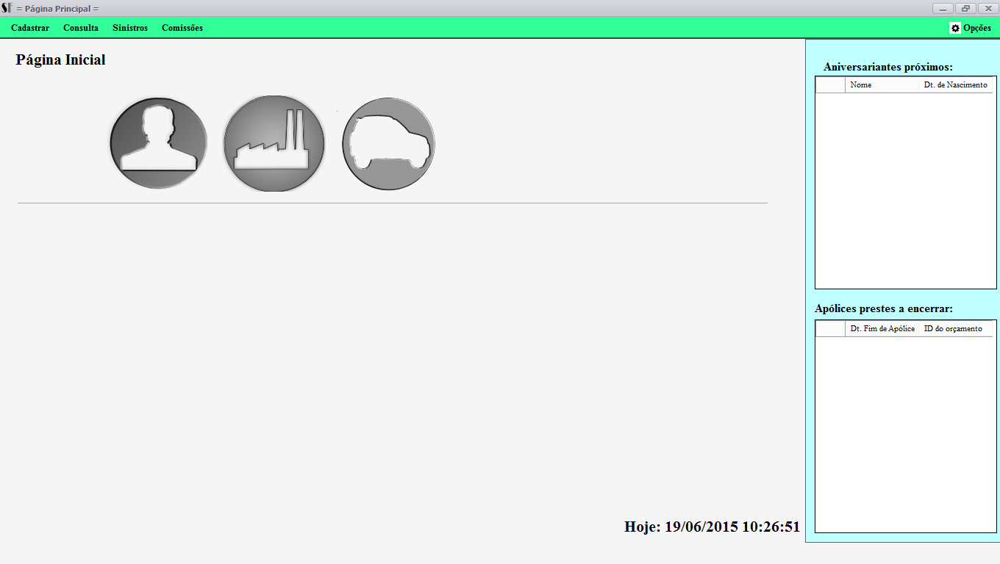 SF = Página Principal =
Cadastrar Consulta Sinistros Comissões Opções
Página Inicial
Aniversariantes próximos:
Nome Dt. de Nascimento
Apólices prestes a encerrar:
Dt. Fim de Apólice ID do orçamento
Hoje: 19/06/2015 10:26:51